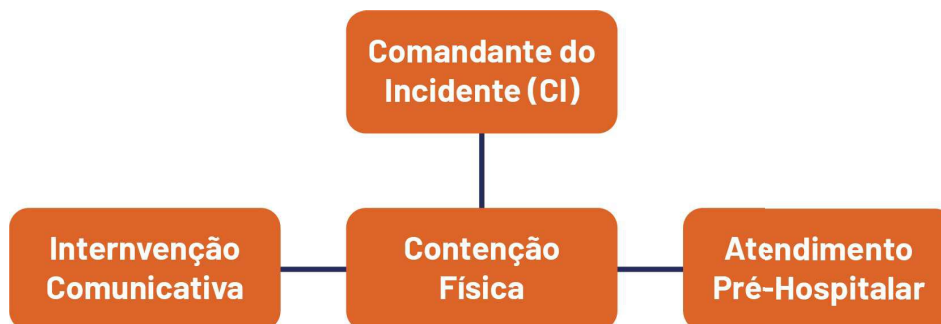 Comandante do
Incidente (CI)
Internvenção
Comunicativa
Contenção
Física
Atendimento
Pré-Hospitalar